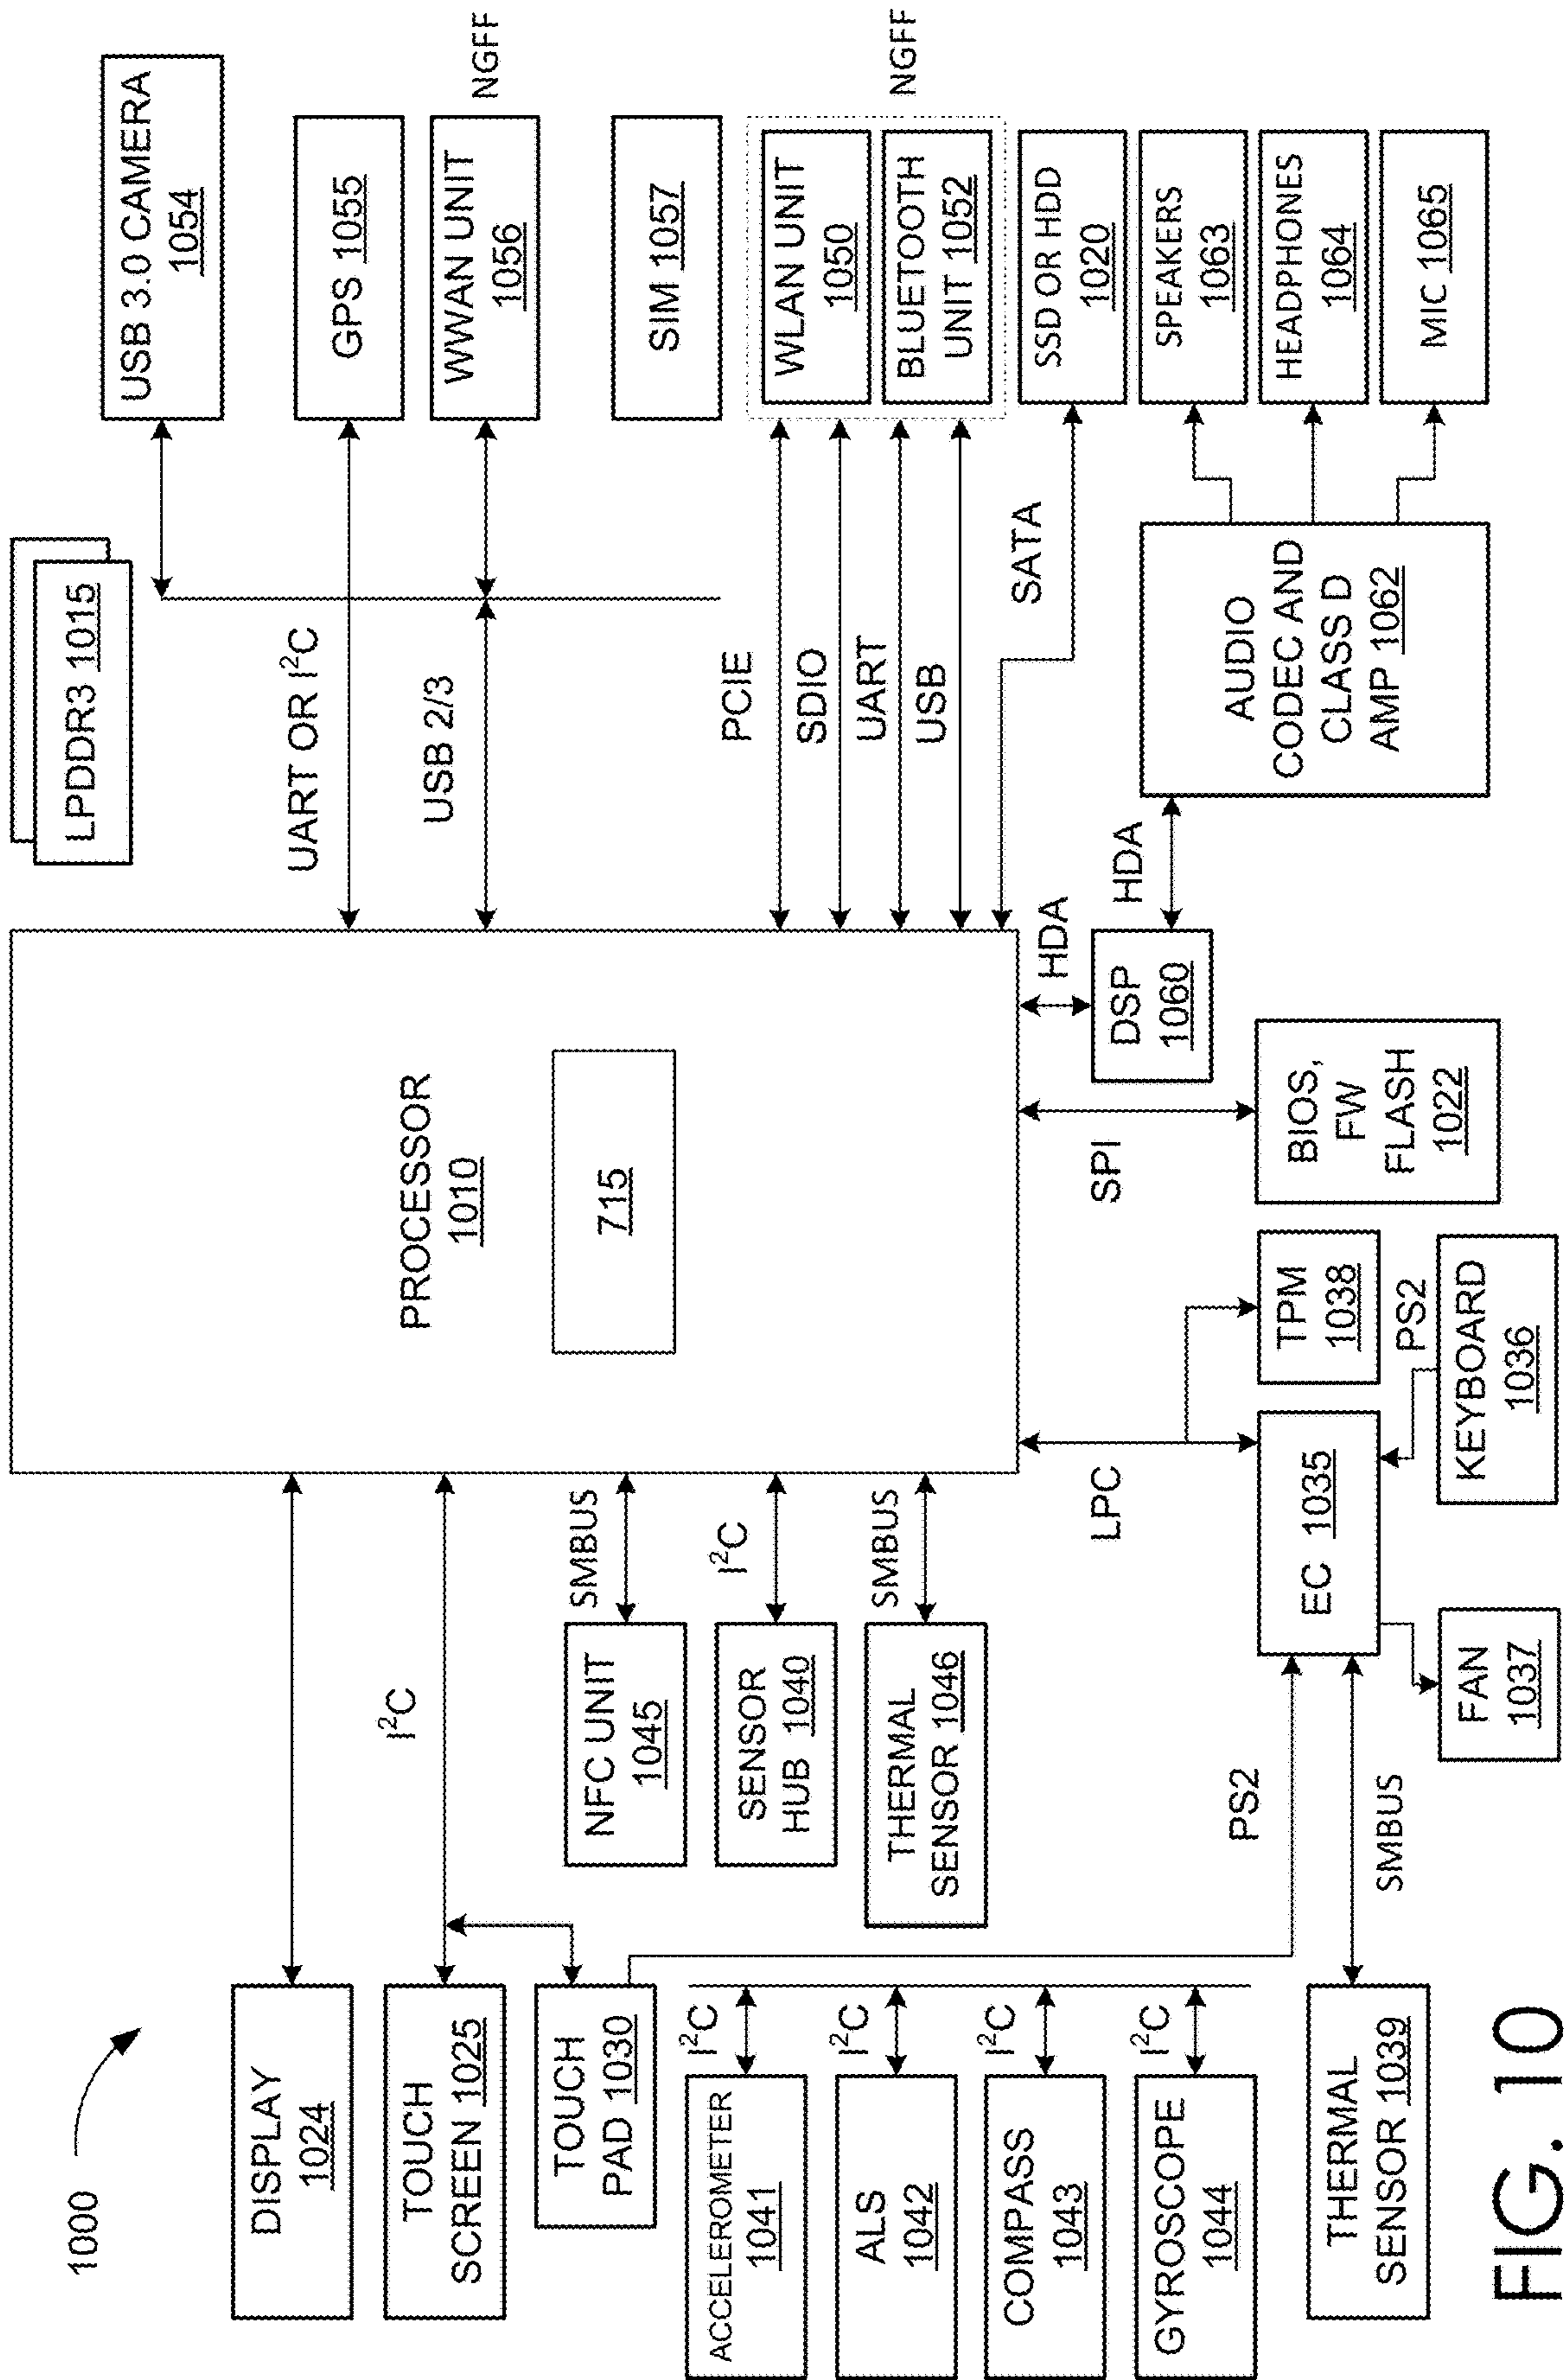 1000
DISPLAY
1024
TOUCH
SCREEN 1025
TOUCH
PAD 1030
ACCELEROMETER
1041
ALS
1042
COMPASS
1043
GYROSCOPE
1044
THERMAL
SENSOR 1039
I²C
I²C
I²C
I²C
I²C
NFC UNIT
1045
SENSOR
HUB 1040
THERMAL
SENSOR 1046
SMBUS
I²C
SMBUS
PS2
SMBUS
FAN
1037
EC 1035
LPC
KEYBOARD
1036
PS2
TPM
1038
PROCESSOR
1010
715
SPI
BIOS,
FW
FLASH
1022
HDA
DSP
1060
HDA
AUDIO
CODEC AND
CLASS D
AMP 1062
LPDDR3 1015
UART OR I²C
USB 2/3
PCIE
SDIO
UART
USB
SATA
USB 3.0 CAMERA
1054
GPS 1055
WWAN UNIT
1056
NGFF
SIM 1057
WLAN UNIT
1050
BLUETOOTH
UNIT 1052
NGFF
SSD OR HDD
1020
SPEAKERS
1063
HEADPHONES
1064
MIC 1065
FIG. 10